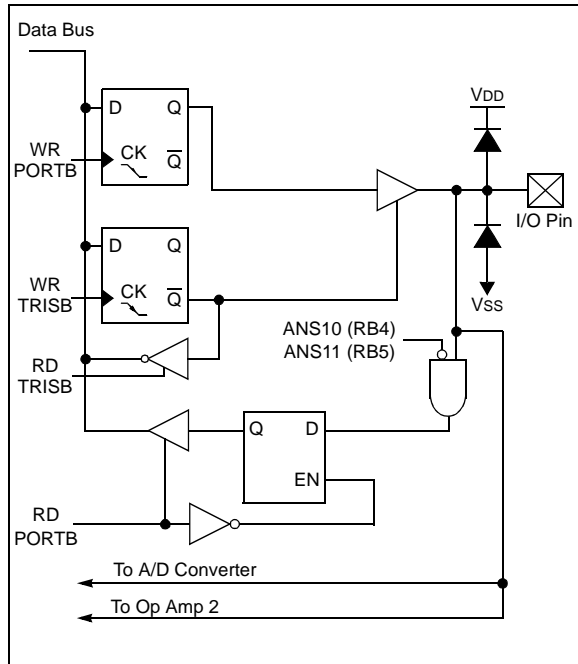 Data Bus
D Q
CK Q
WR
PORTB
VDD
I/O Pin
D Q
CK Q
WR
TRISB
VSS
RD
TRISB
ANS10 (RB4)
ANS11 (RB5)
Q D
EN
RD
PORTB
To A/D Converter
To Op Amp 2